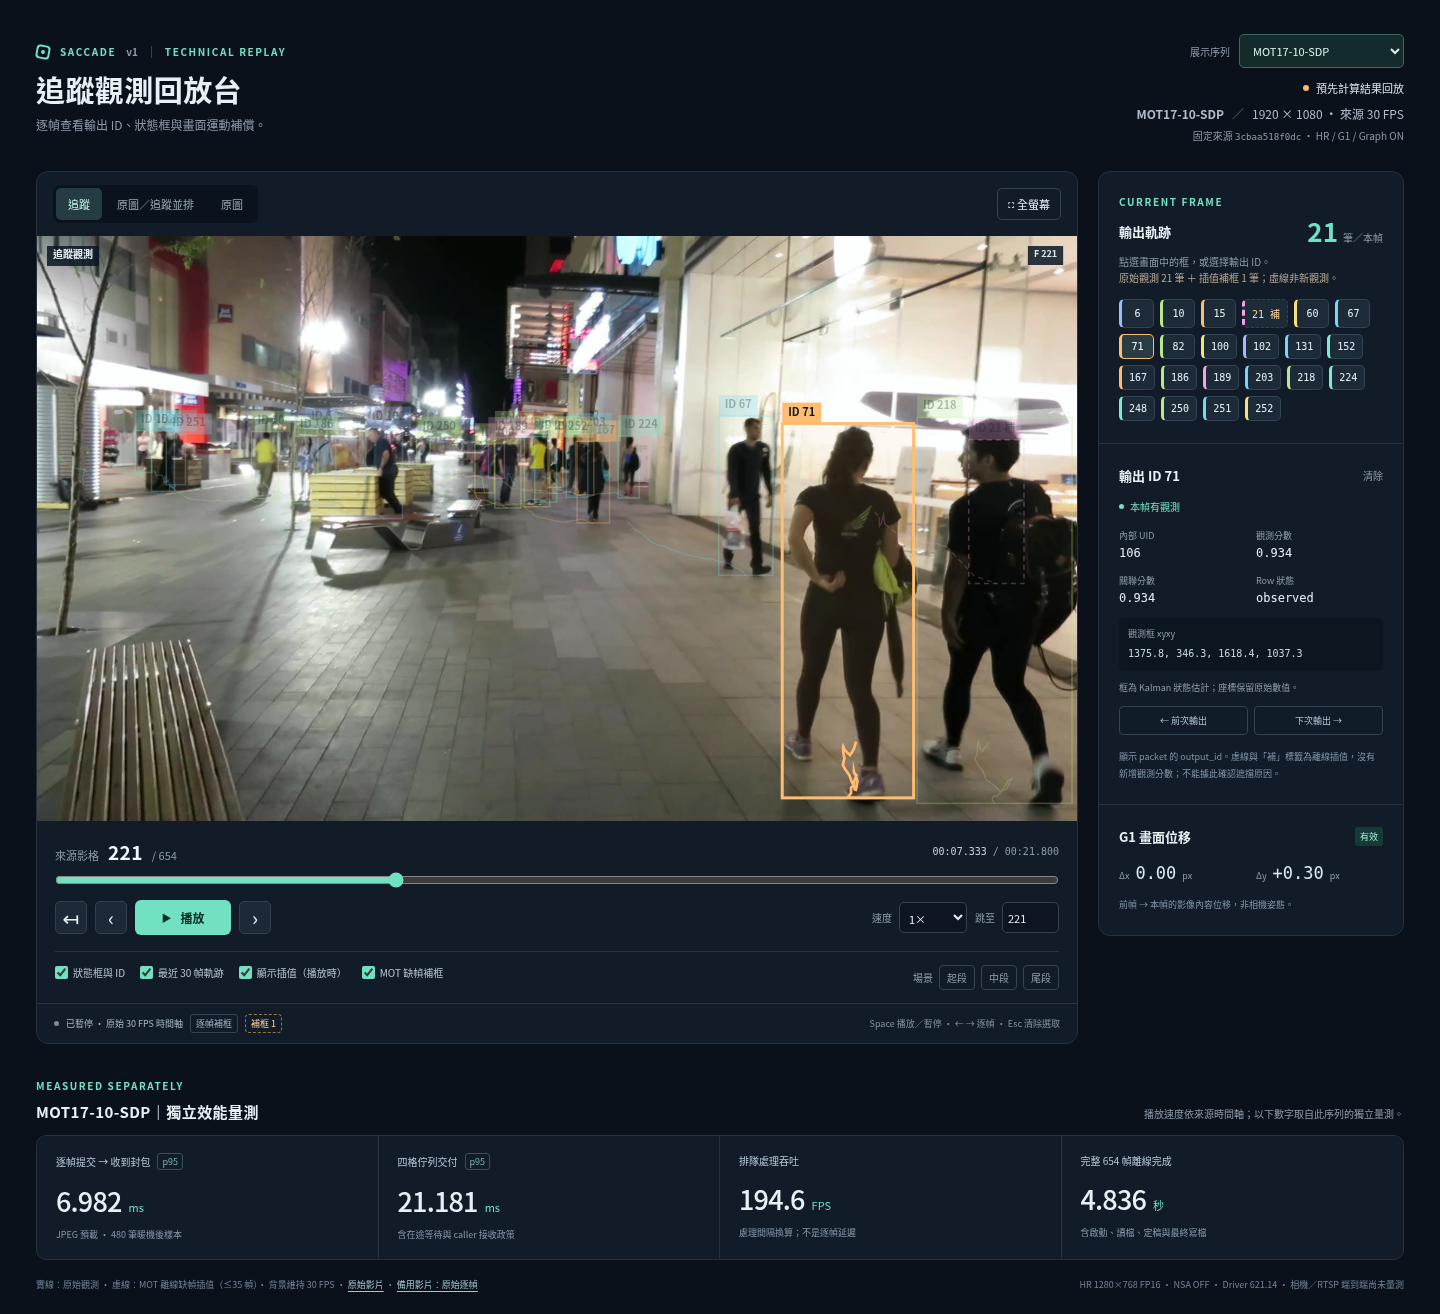 SACCADE v1 | TECHNICAL REPLAY
追蹤觀測回放台
逐幀查看輸出 ID、狀態框與畫面運動補償。
展示序列 MOT17-10-SDP
預先計算結果回放
MOT17-10-SDP ／ 1920 × 1080 · 來源 30 FPS
固定來源 3cbaa518f0dc · HR / G1 / Graph ON
追蹤 原圖／追蹤並排 原圖
全螢幕
追蹤觀測
F 221
ID 67
ID 71
ID 218
ID 224
ID 186
ID 21 補
CURRENT FRAME
輸出軌跡 21 筆／本幀
點選畫面中的框，或選擇輸出 ID。
原始觀測 21 筆 ＋ 插值補框 1 筆；虛線非新觀測。
6 10 15 21 補 60 67
71 82 100 102 131 152
167 186 189 203 218 224
248 250 251 252
輸出 ID 71 清除
本幀有觀測
內部 UID 觀測分數
106 0.934
關聯分數 Row 狀態
0.934 observed
觀測框 xyxy
1375.8, 346.3, 1618.4, 1037.3
框為 Kalman 狀態估計；座標保留原始數值。
← 前次輸出 下次輸出 →
顯示 packet 的 output_id。虛線與「補」標籤為離線插值，沒有
新增觀測分數；不能據此確認遮擋原因。
G1 畫面位移 有效
Δx 0.00 px Δy +0.30 px
前幀 → 本幀的影像內容位移，非相機姿態。
來源影格 221 / 654
00:07.333 / 00:21.800
▶ 播放
速度 1× 跳至 221
狀態框與 ID 最近 30 幀軌跡 顯示插值（播放時） MOT 缺幀補框
場景 起段 中段 尾段
已暫停 · 原始 30 FPS 時間軸 逐幀補框 補框 1
Space 播放／暫停 · ← → 逐幀 · Esc 清除選取
MEASURED SEPARATELY
MOT17-10-SDP｜獨立效能量測
播放速度依來源時間軸；以下數字取自此序列的獨立量測。
逐幀提交 → 收到封包 p95
6.982 ms
JPEG 預載 · 480 筆暖機後樣本
四格佇列交付 p95
21.181 ms
含在途等待與 caller 接收政策
排隊處理吞吐
194.6 FPS
處理間隔換算；不是逐幀延遲
完整 654 幀離線完成
4.836 秒
含啟動、讀檔、定稿與最終寫檔
實線：原始觀測 · 虛線：MOT 離線缺幀插值（≤35 幀） · 背景維持 30 FPS · 原始影片 · 備用影片：原始逐幀
HR 1280×768 FP16 · NSA OFF · Driver 621.14 · 相機／RTSP 端到端尚未量測